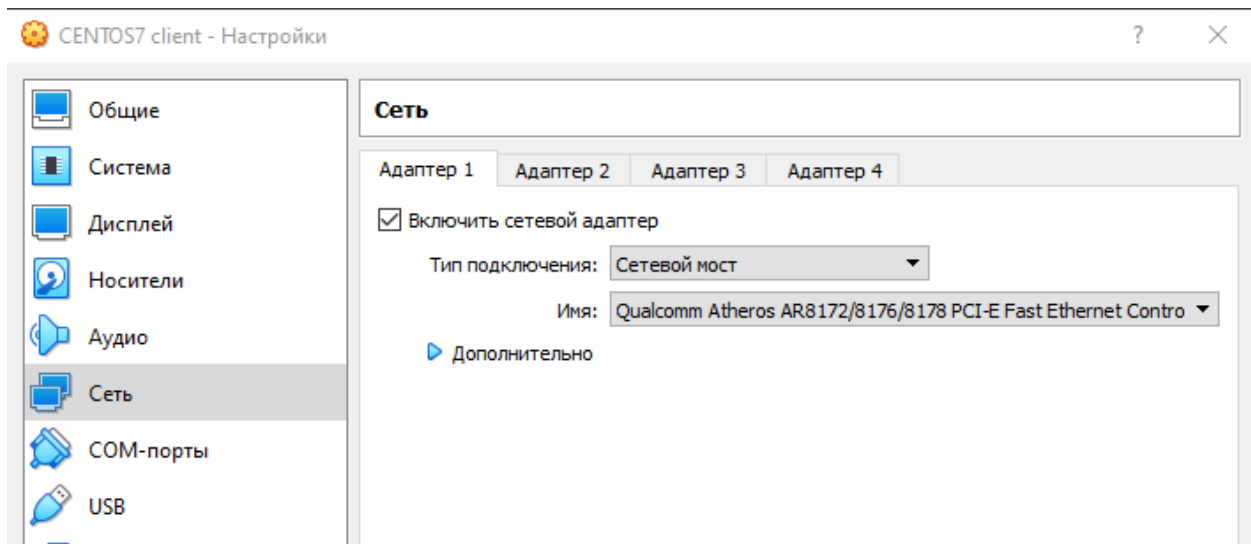 CENTOS7 client - Настройки
Общие
Система
Дисплей
Носители
Аудио
Сеть
COM-порты
USB
Сеть
Адаптер 1 Адаптер 2 Адаптер 3 Адаптер 4
Включить сетевой адаптер
Тип подключения: Сетевой мост
Имя: Qualcomm Atheros AR8172/8176/8178 PCI-E Fast Ethernet Contro
Дополнительно